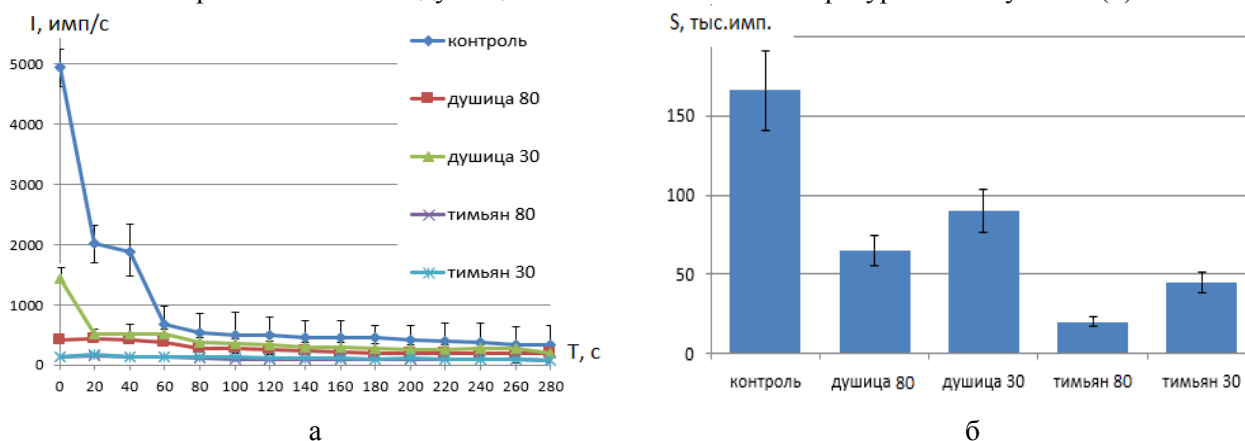 I, имп/с
контроль
5000
душица 80
4000
душица 30
3000
тимьян 80
2000
тимьян 30
1000
0
T, с
0 20 40 60 80 100 120 140 160 180 200 220 240 260 280
а
S, тыс.имп.
150
100
50
0
контроль душица 80 душица 30 тимьян 80 тимьян 30
б